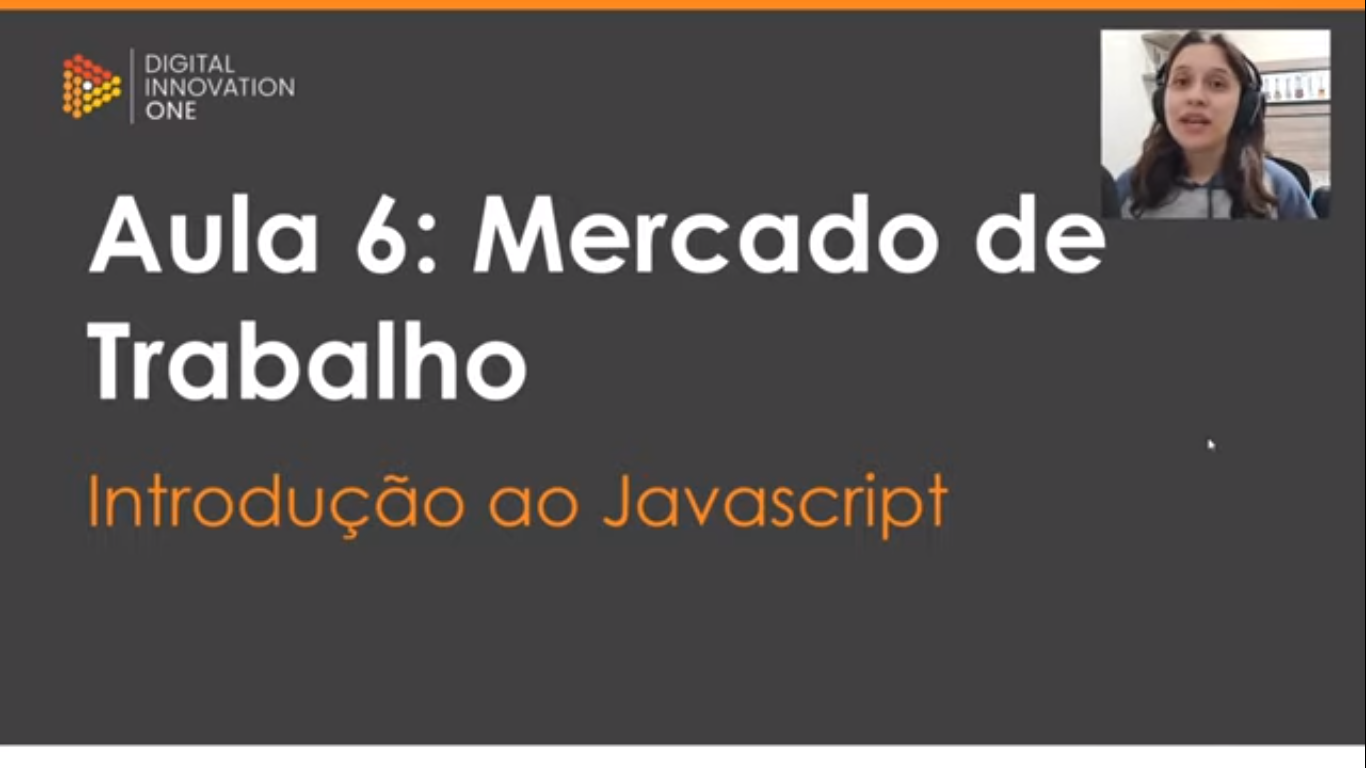 DIGITAL
INNOVATION
ONE
Aula 6: Mercado de
Trabalho
Introdução ao Javascript